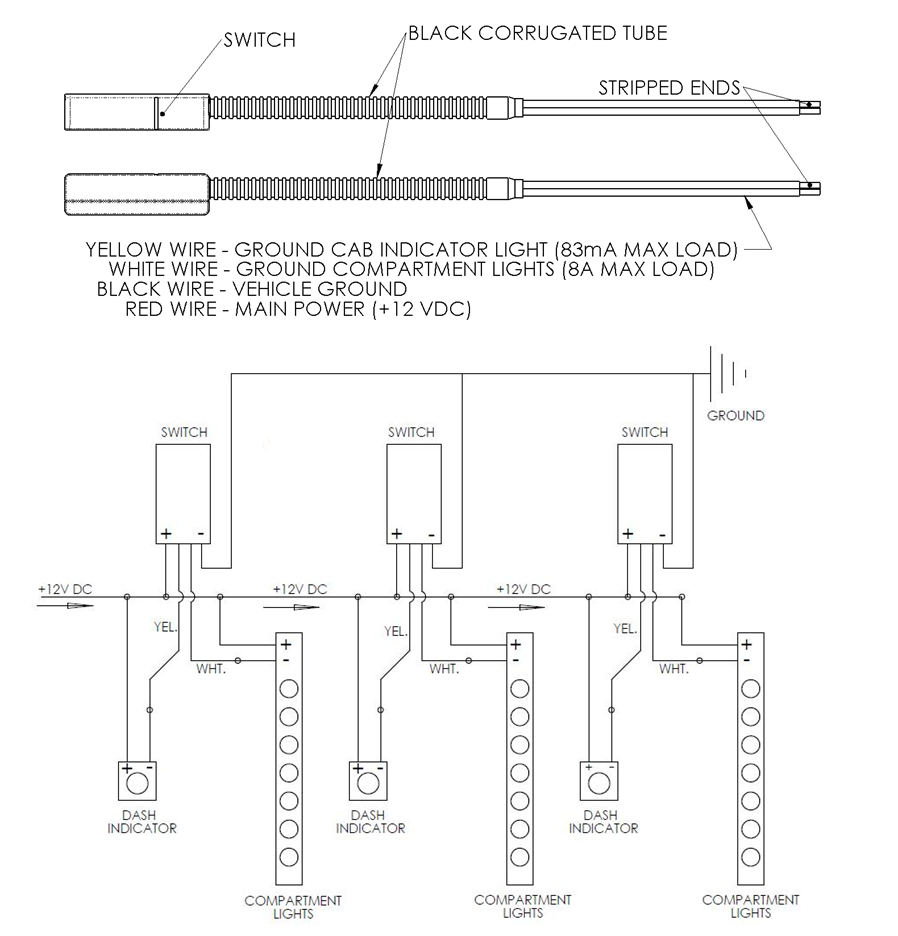 SWITCH
BLACK CORRUGATED TUBE
STRIPPED ENDS
YELLOW WIRE - GROUND CAB INDICATOR LIGHT (83mA MAX LOAD)
WHITE WIRE - GROUND COMPARTMENT LIGHTS (8A MAX LOAD)
BLACK WIRE - VEHICLE GROUND
RED WIRE - MAIN POWER (+12 VDC)
GROUND
SWITCH
SWITCH
SWITCH
+ -
+ -
+ -
+12V DC
+12V DC
+12V DC
YEL.
YEL.
YEL.
+
-
+
-
+
-
WHT.
WHT.
WHT.
+ -
+ -
+ -
DASH
INDICATOR
DASH
INDICATOR
DASH
INDICATOR
COMPARTMENT
LIGHTS
COMPARTMENT
LIGHTS
COMPARTMENT
LIGHTS